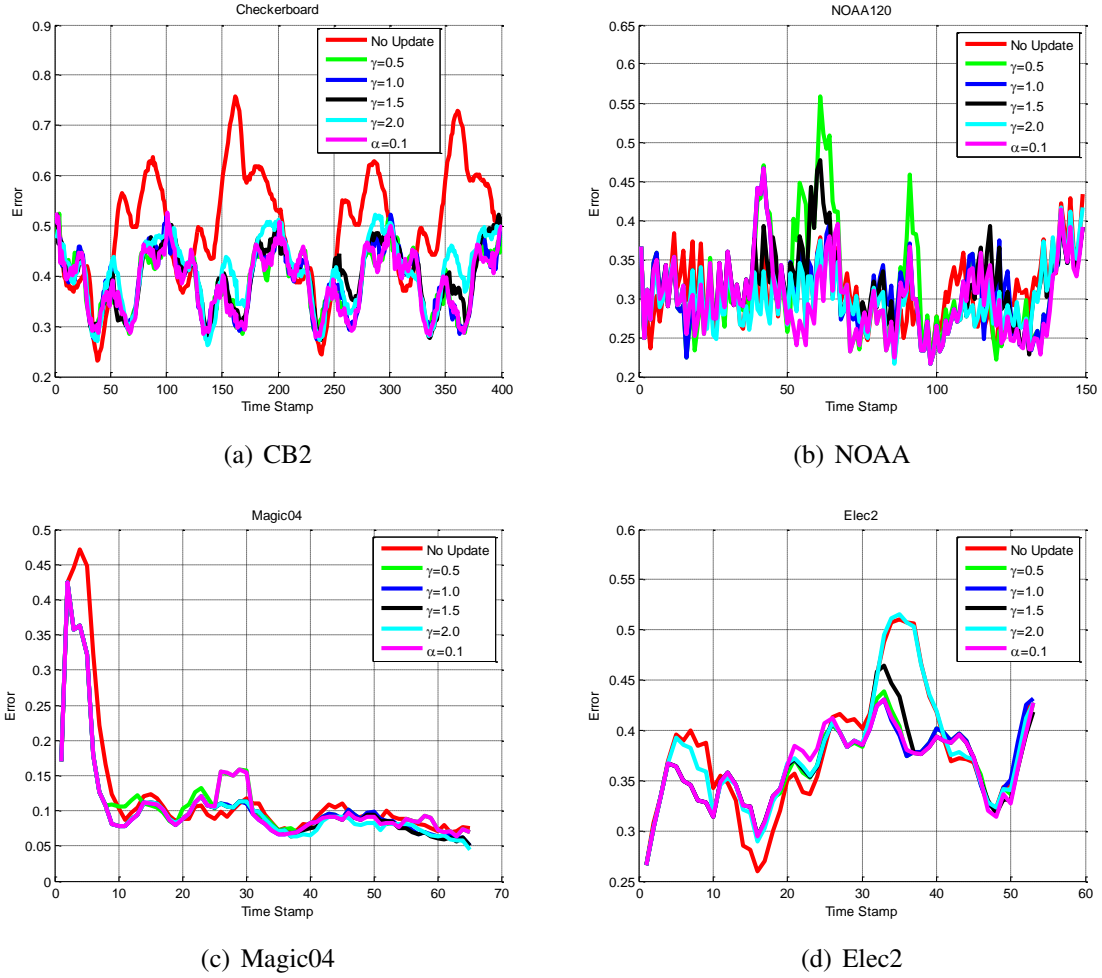 Checkerboard
0.9
0.8
0.7
0.6
0.5
0.4
0.3
0.2
Error
0 50 100 150 200 250 300 350 400
Time Stamp
No Update
γ=0.5
γ=1.0
γ=1.5
γ=2.0
α=0.1
(a) CB2
NOAA120
0.65
0.6
0.55
0.5
0.45
0.4
0.35
0.3
0.25
0.2
Error
0 50 100 150
Time Stamp
No Update
γ=0.5
γ=1.0
γ=1.5
γ=2.0
α=0.1
(b) NOAA
Magic04
0.5
0.45
0.4
0.35
0.3
0.25
0.2
0.15
0.1
0.05
0
Error
0 10 20 30 40 50 60 70
Time Stamp
No Update
γ=0.5
γ=1.0
γ=1.5
γ=2.0
α=0.1
(c) Magic04
Elec2
0.6
0.55
0.5
0.45
0.4
0.35
0.3
0.25
Error
0 10 20 30 40 50 60
Time Stamp
No Update
γ=0.5
γ=1.0
γ=1.5
γ=2.0
α=0.1
(d) Elec2